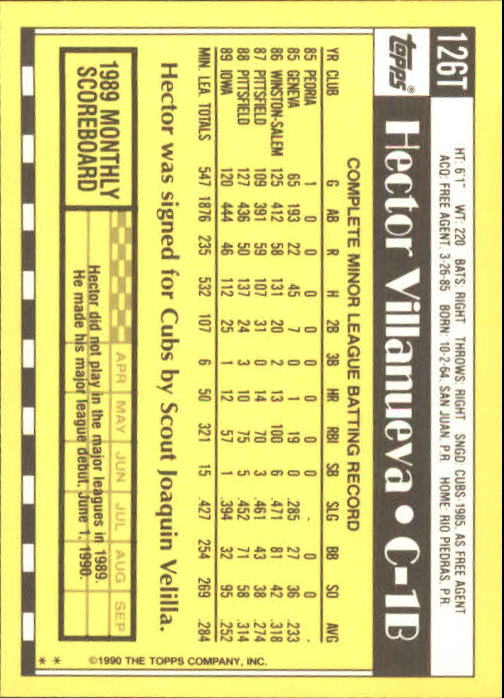 126T
topps®
Hector Villanueva • C-1B
HT: 6'1" WT: 220 BATS: RIGHT THROWS: RIGHT SNGD CUBS-1985, AS FREE AGENT
ACQ: FREE AGENT, 3-26-85 BORN: 10-2-64, SAN JUAN, P.R. HOME: RIO PIEDRAS, P.R.
COMPLETE MINOR LEAGUE BATTING RECORD
YR CLUB G AB R H 2B 3B HR RBI SB SLG BB SO AVG
85 PEORIA 1 0 0 0 0 0 0 0 0 - 0 0 -
85 GENEVA 65 193 22 45 7 0 1 19 0 .285 27 36 .233
86 WINSTON-SALEM 125 412 58 131 20 2 13 100 6 .471 81 42 .318
87 PITTSFIELD 109 391 59 107 31 0 14 70 3 .461 43 38 .274
88 PITTSFIELD 127 436 50 137 24 3 10 75 5 .452 71 58 .314
89 IOWA 120 444 46 112 25 1 12 57 1 .394 32 95 .252
MIN. LEA. TOTALS 547 1876 235 532 107 6 50 321 15 .427 254 269 .284
Hector was signed for Cubs by Scout Joaquin Velilla.
1989 MONTHLY
SCOREBOARD
APR MAY JUN JUL AUG SEP
Hector did not play in the major leagues in 1989.
He made his major league debut, June 1, 1990.
* * ©1990 THE TOPPS COMPANY, INC.